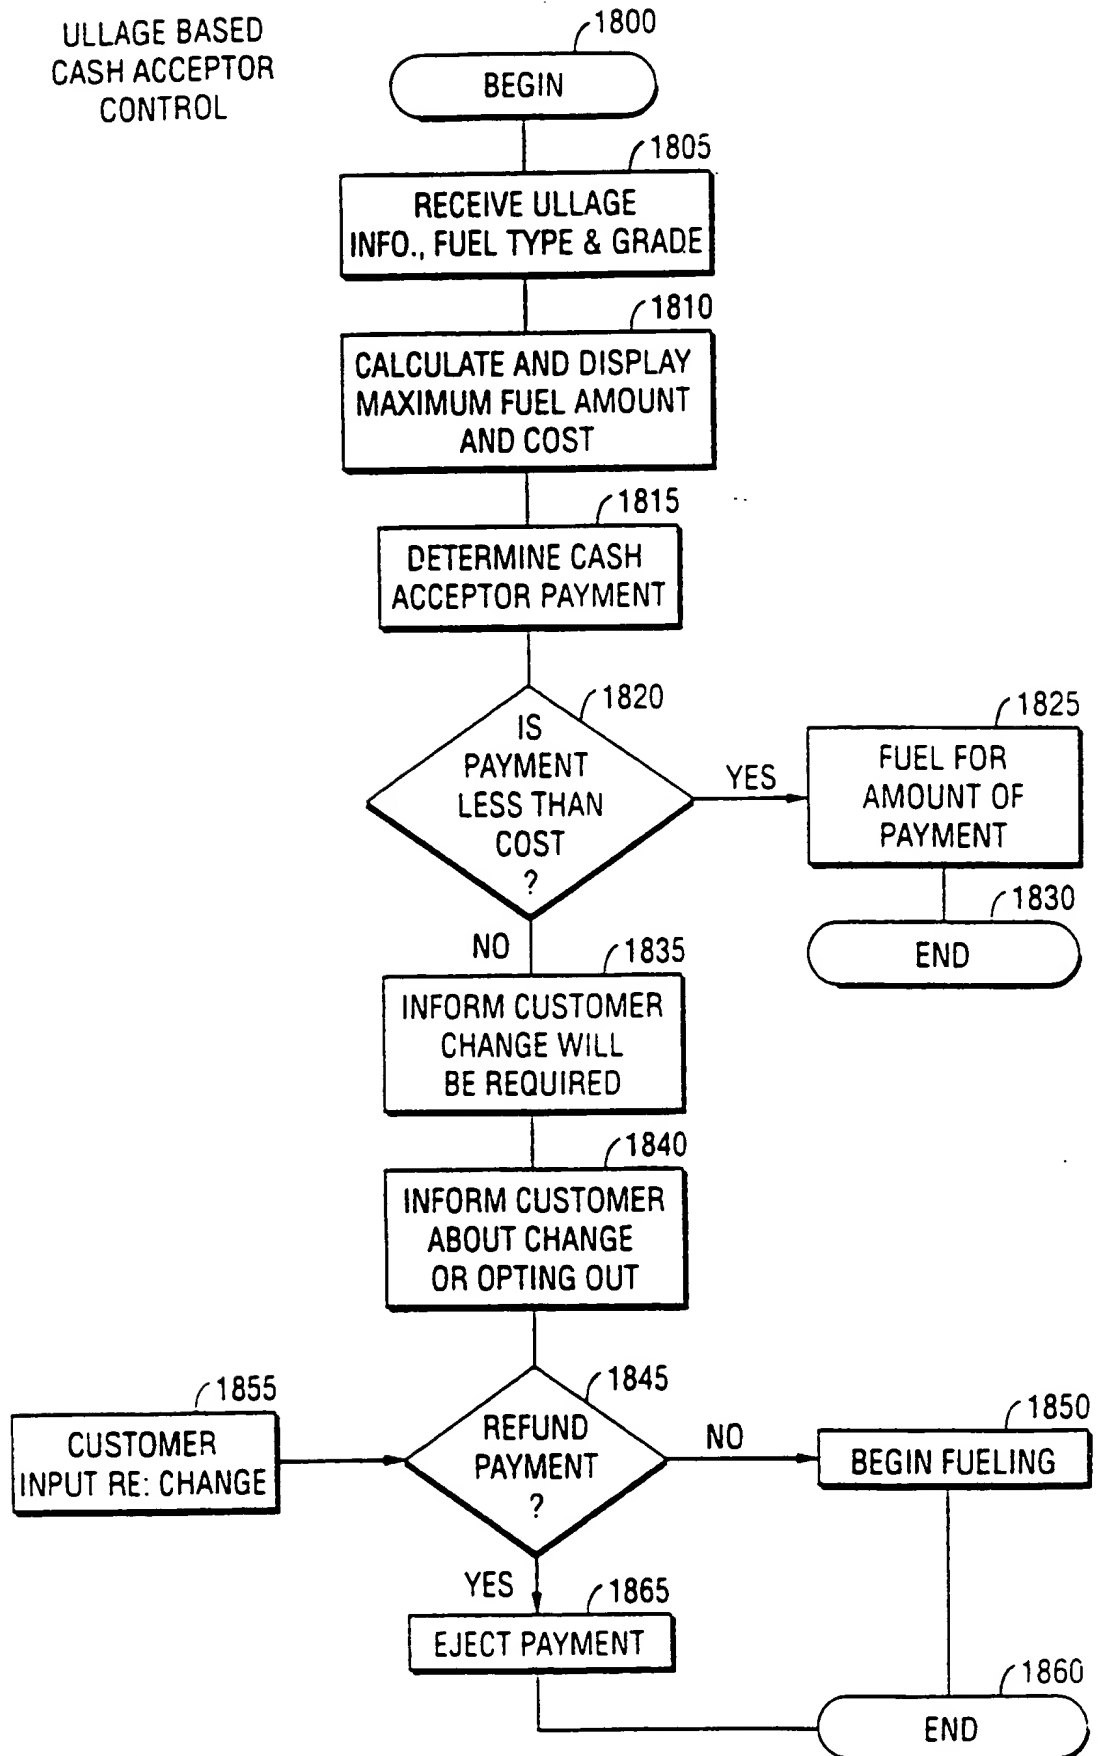 ULLAGE BASED
CASH ACCEPTOR
CONTROL
1800
BEGIN
1805
RECEIVE ULLAGE
INFO., FUEL TYPE & GRADE
1810
CALCULATE AND DISPLAY
MAXIMUM FUEL AMOUNT
AND COST
1815
DETERMINE CASH
ACCEPTOR PAYMENT
1820
IS
PAYMENT
LESS THAN
COST
?
YES
1825
FUEL FOR
AMOUNT OF
PAYMENT
1830
END
NO
1835
INFORM CUSTOMER
CHANGE WILL
BE REQUIRED
1840
INFORM CUSTOMER
ABOUT CHANGE
OR OPTING OUT
1855
CUSTOMER
INPUT RE: CHANGE
1845
REFUND
PAYMENT
?
NO
1850
BEGIN FUELING
YES
1865
EJECT PAYMENT
1860
END